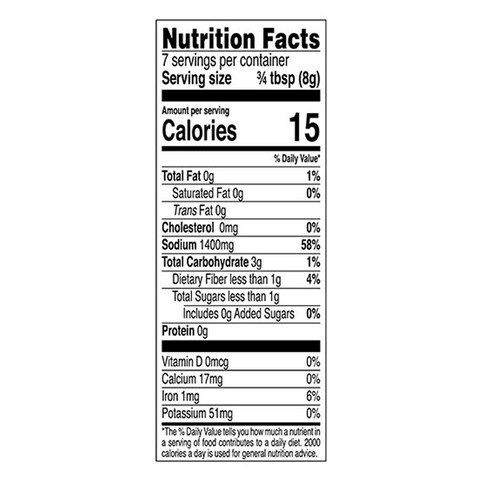 Nutrition Facts
7 servings per container
Serving size ¾ tbsp (8g)
Amount per serving
Calories 15
% Daily Value*
Total Fat 0g 1%
Saturated Fat 0g 0%
Trans Fat 0g
Cholesterol 0mg 0%
Sodium 1400mg 58%
Total Carbohydrate 3g 1%
Dietary Fiber less than 1g 4%
Total Sugars less than 1g
Includes 0g Added Sugars 0%
Protein 0g
Vitamin D 0mcg 0%
Calcium 17mg 0%
Iron 1mg 6%
Potassium 51mg 0%
*The % Daily Value tells you how much a nutrient in
a serving of food contributes to a daily diet. 2000
calories a day is used for general nutrition advice.